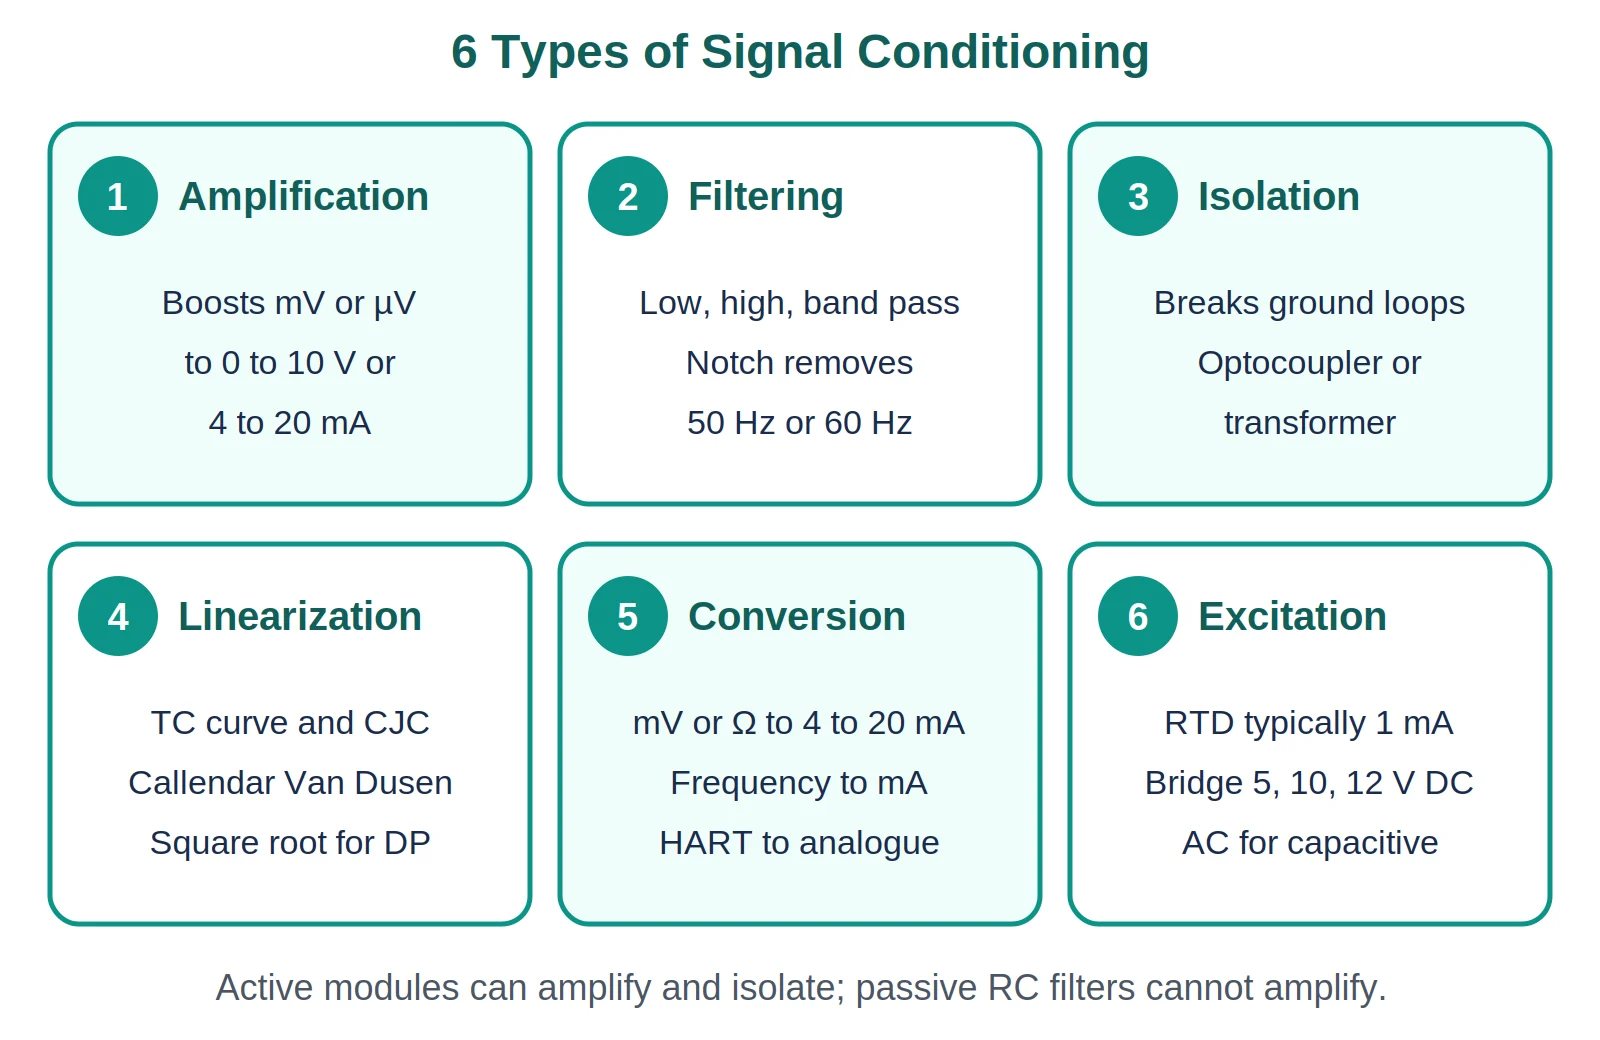 6 Types of Signal Conditioning
1 Amplification
Boosts mV or µV
to 0 to 10 V or
4 to 20 mA
2 Filtering
Low, high, band pass
Notch removes
50 Hz or 60 Hz
3 Isolation
Breaks ground loops
Optocoupler or
transformer
4 Linearization
TC curve and CJC
Callendar Van Dusen
Square root for DP
5 Conversion
mV or Ω to 4 to 20 mA
Frequency to mA
HART to analogue
6 Excitation
RTD typically 1 mA
Bridge 5, 10, 12 V DC
AC for capacitive
Active modules can amplify and isolate; passive RC filters cannot amplify.